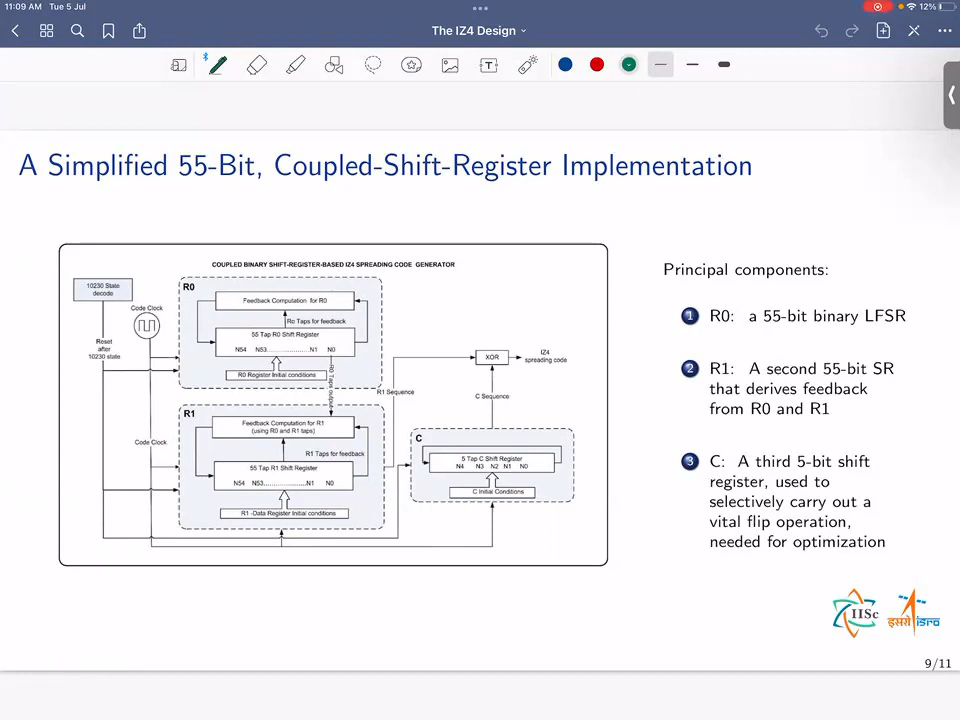 11:09 AM Tue 5 Jul
12%
The IZ4 Design
A Simplified 55-Bit, Coupled-Shift-Register Implementation
COUPLED BINARY SHIFT-REGISTER-BASED IZ4 SPREADING CODE GENERATOR
10230 State
decode
Code Clock
Reset
after
10230 state
R0
Feedback Computation for R0
Ro Taps for feedback
55 Tap R0 Shift Register
N54 N53......................N1 N0
R0 Register Initial conditions
R0 Taps output
R1 Sequence
XOR
IZ4
spreading code
C Sequence
Code Clock
R1
Feedback Computation for R1
(using R0 and R1 taps)
R1 Taps for feedback
55 Tap R1 Shift Register
N54 N53......................N1 N0
R1 -Data Register Initial conditions
C
5 Tap C Shift Register
N4 N3 N2 N1 N0
C Initial Conditions
Principal components:
1 R0: a 55-bit binary LFSR
2 R1: A second 55-bit SR
that derives feedback
from R0 and R1
3 C: A third 5-bit shift
register, used to
selectively carry out a
vital flip operation,
needed for optimization
IISc
इसरो isro
9/11